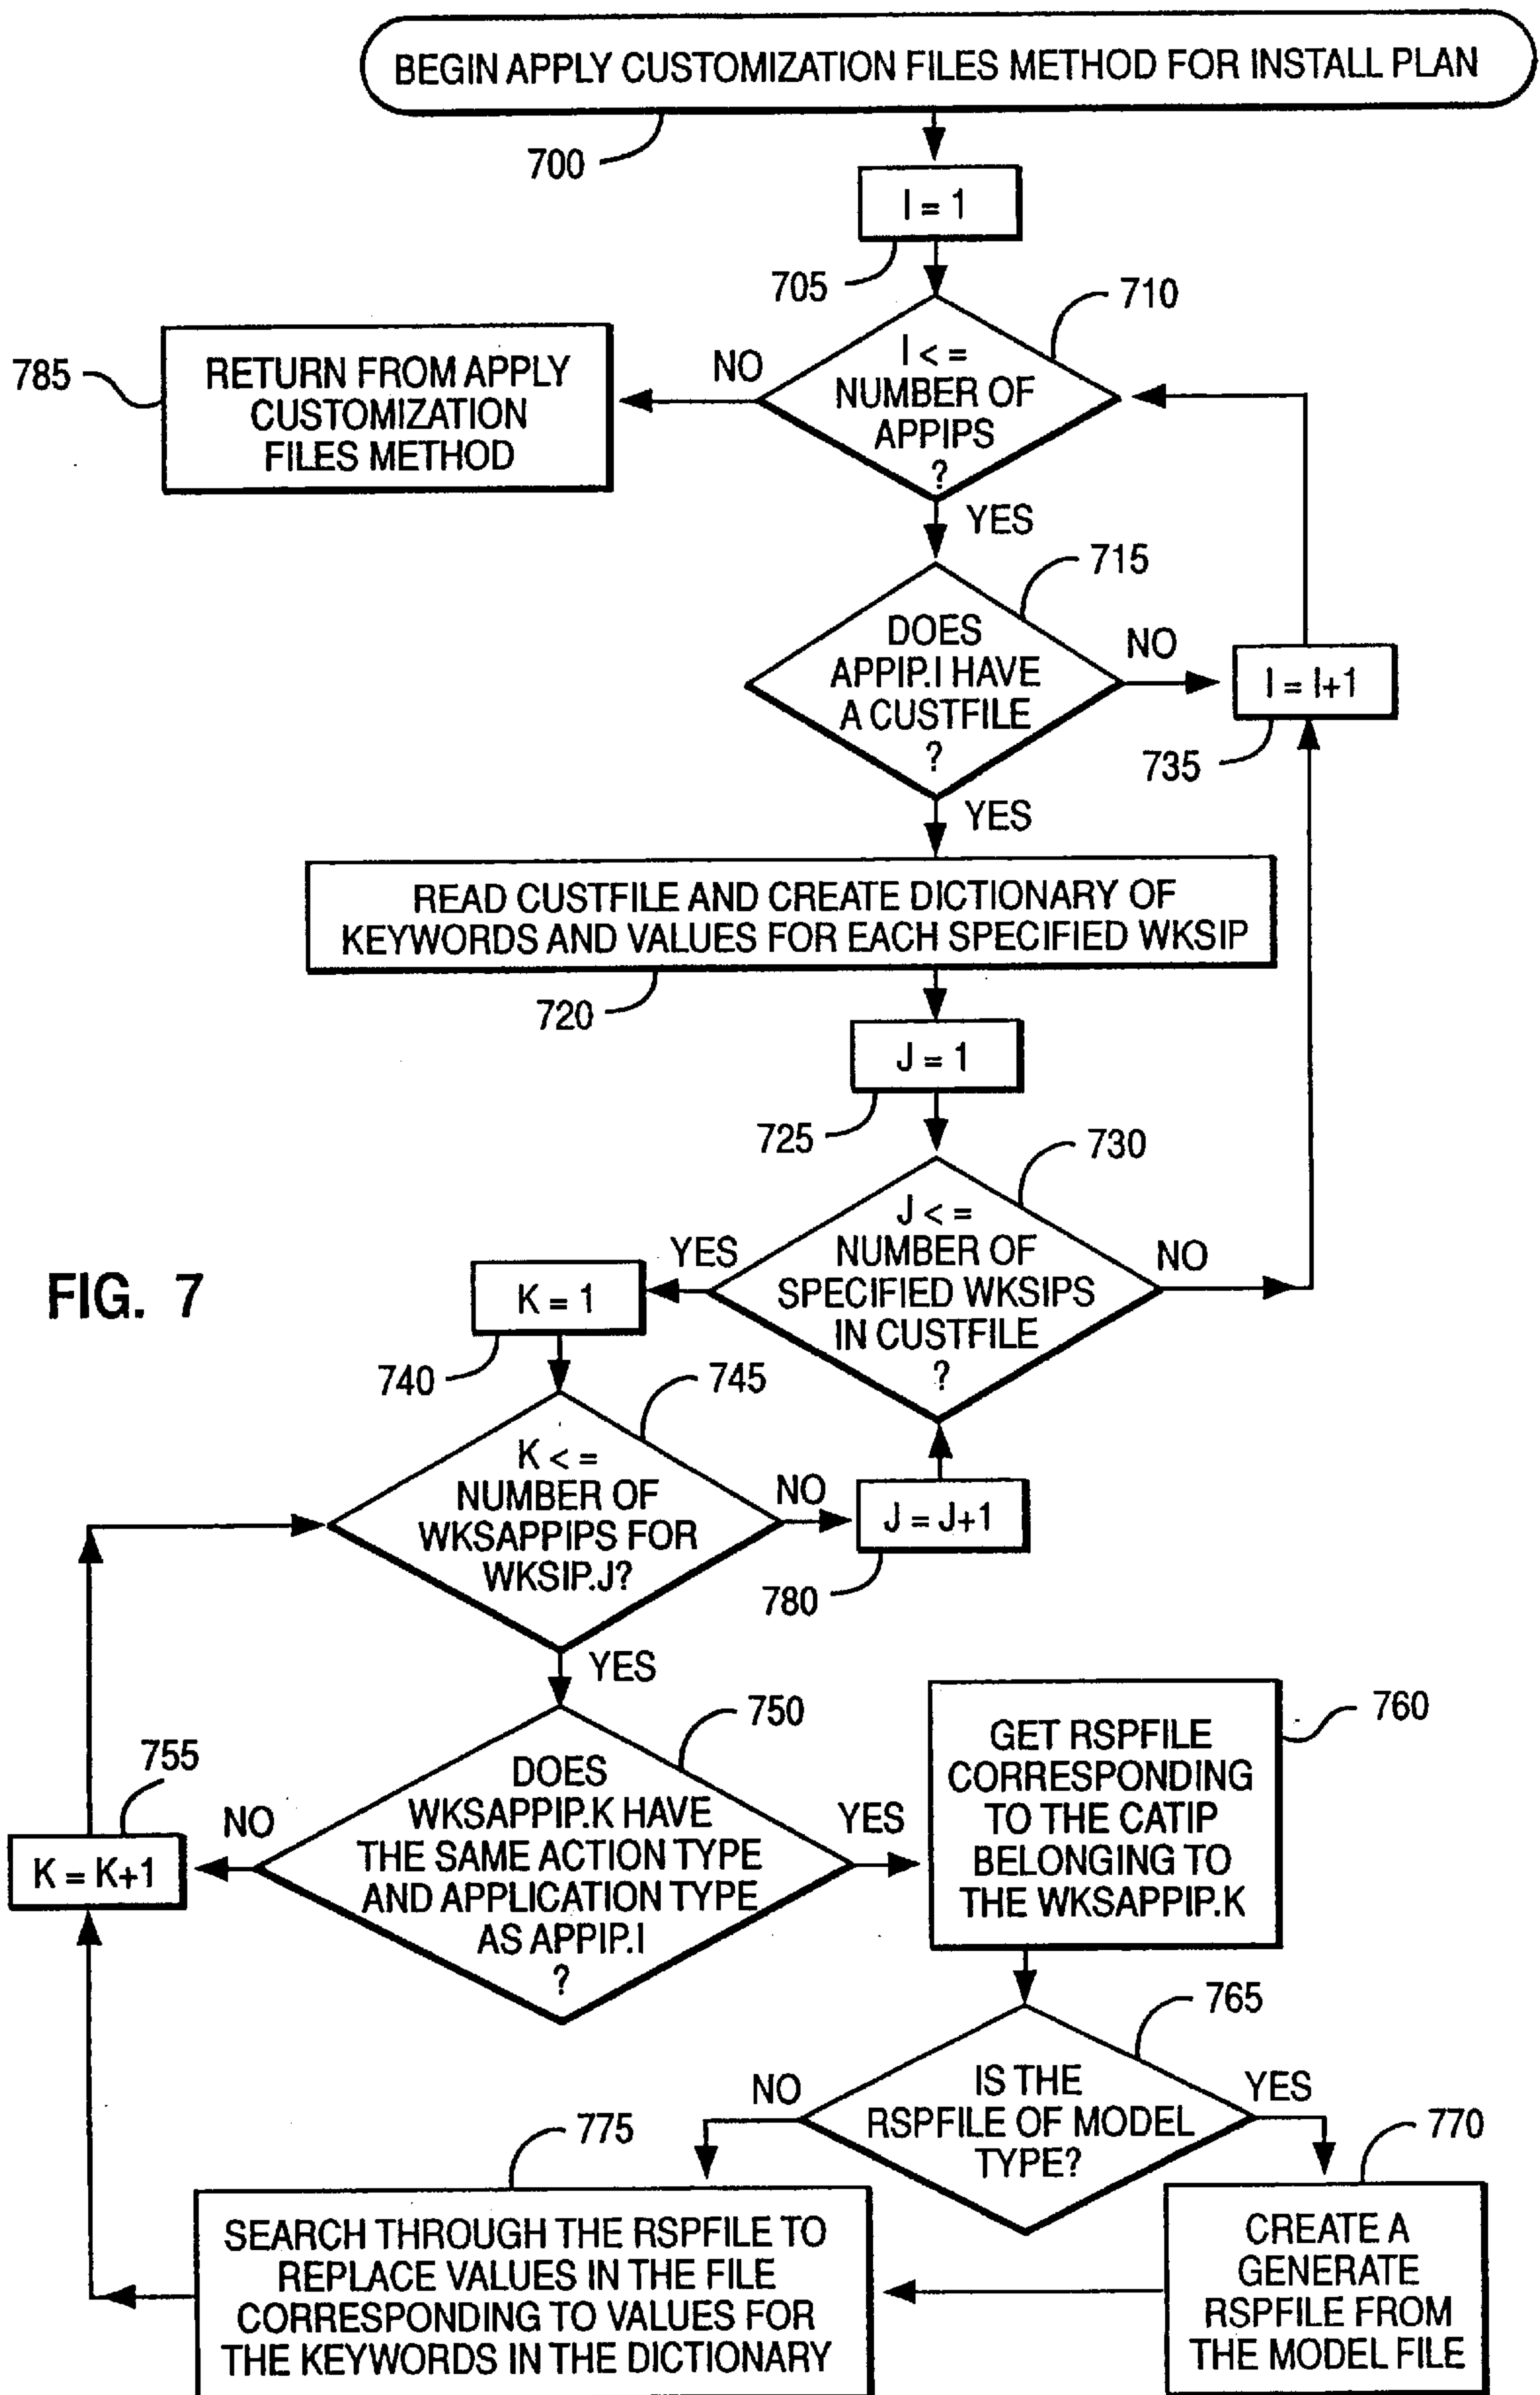 BEGIN APPLY CUSTOMIZATION FILES METHOD FOR INSTALL PLAN
700
I = 1
705
710
I < =
NUMBER OF
APPIPS
?
NO
785
RETURN FROM APPLY
CUSTOMIZATION
FILES METHOD
YES
715
DOES
APPIP.I HAVE
A CUSTFILE
?
NO
I = I+1
735
YES
READ CUSTFILE AND CREATE DICTIONARY OF
KEYWORDS AND VALUES FOR EACH SPECIFIED WKSIP
720
J = 1
725
730
J < =
NUMBER OF
SPECIFIED WKSIPS
IN CUSTFILE
?
YES
NO
FIG. 7
K = 1
740
745
K < =
NUMBER OF
WKSAPPIPS FOR
WKSIP.J?
NO
J = J+1
780
YES
750
DOES
WKSAPPIP.K HAVE
THE SAME ACTION TYPE
AND APPLICATION TYPE
AS APPIP.I
?
NO
755
K = K+1
YES
760
GET RSPFILE
CORRESPONDING
TO THE CATIP
BELONGING TO
THE WKSAPPIP.K
765
IS THE
RSPFILE OF MODEL
TYPE?
NO
YES
775
770
SEARCH THROUGH THE RSPFILE TO
REPLACE VALUES IN THE FILE
CORRESPONDING TO VALUES FOR
THE KEYWORDS IN THE DICTIONARY
CREATE A
GENERATE
RSPFILE FROM
THE MODEL FILE